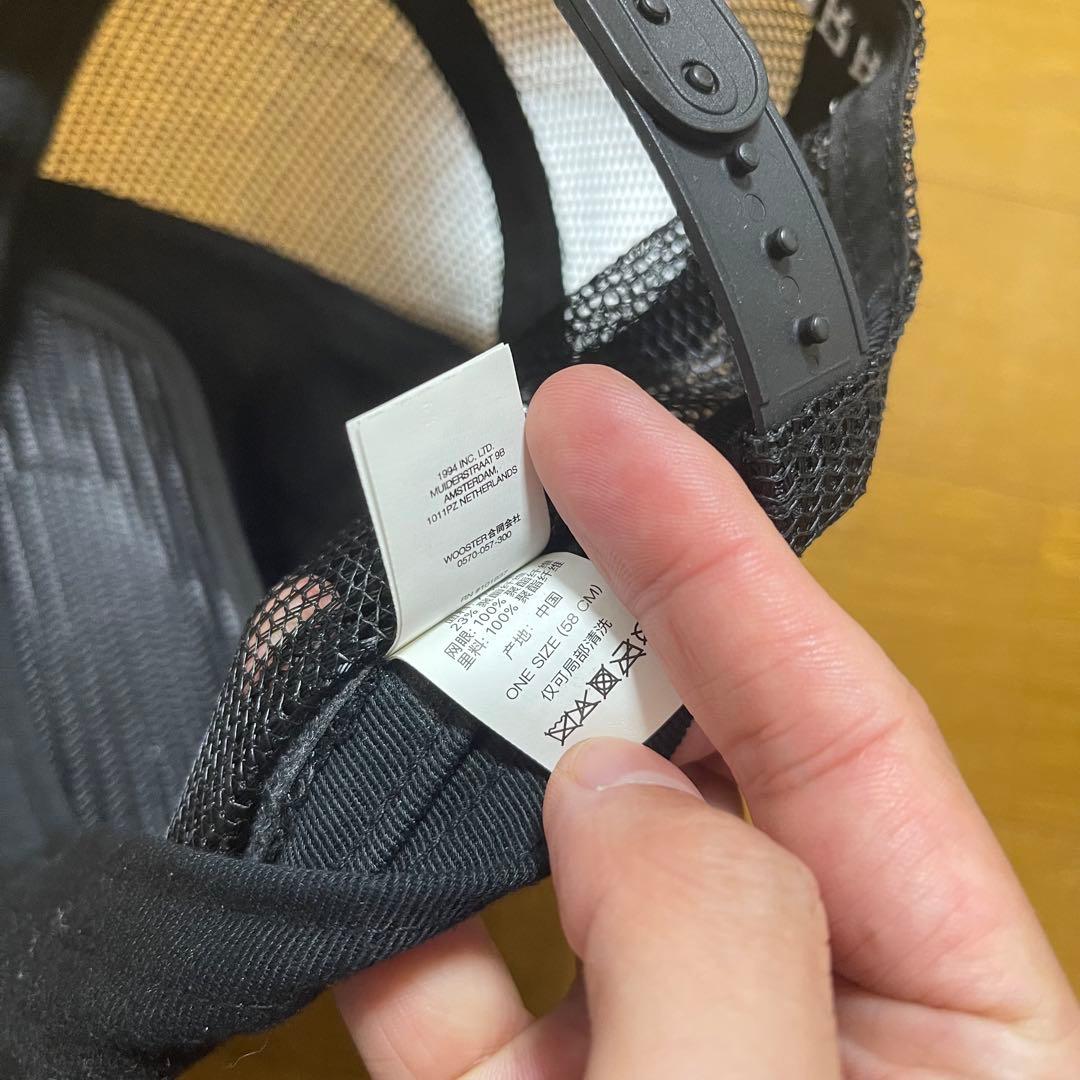 1994 INC, LTD.
MUIDERSTRAAT 9B
AMSTERDAM,
1011PZ NETHERLANDS
WOOSTER合同会社
0570-057-300
23% 聚酯纤维
网眼: 100% 聚酯纤维
里料: 100% 聚酯纤维
产地: 中国
ONE SIZE (58 CM)
仅可局部清洗